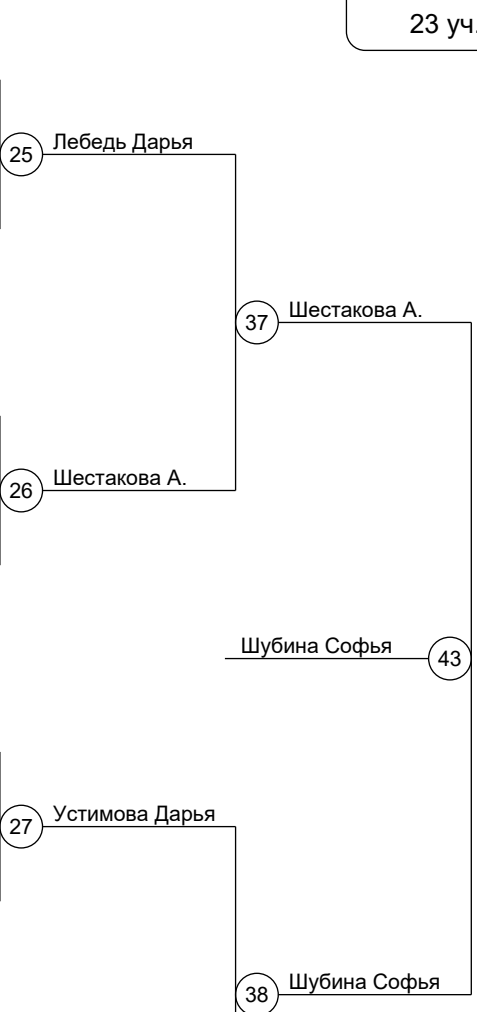 23 уч.
25 Лебедь Дарья
37 Шестакова А.
26 Шестакова А.
Шубина Софья 43
27 Устимова Дарья
38 Шубина Софья